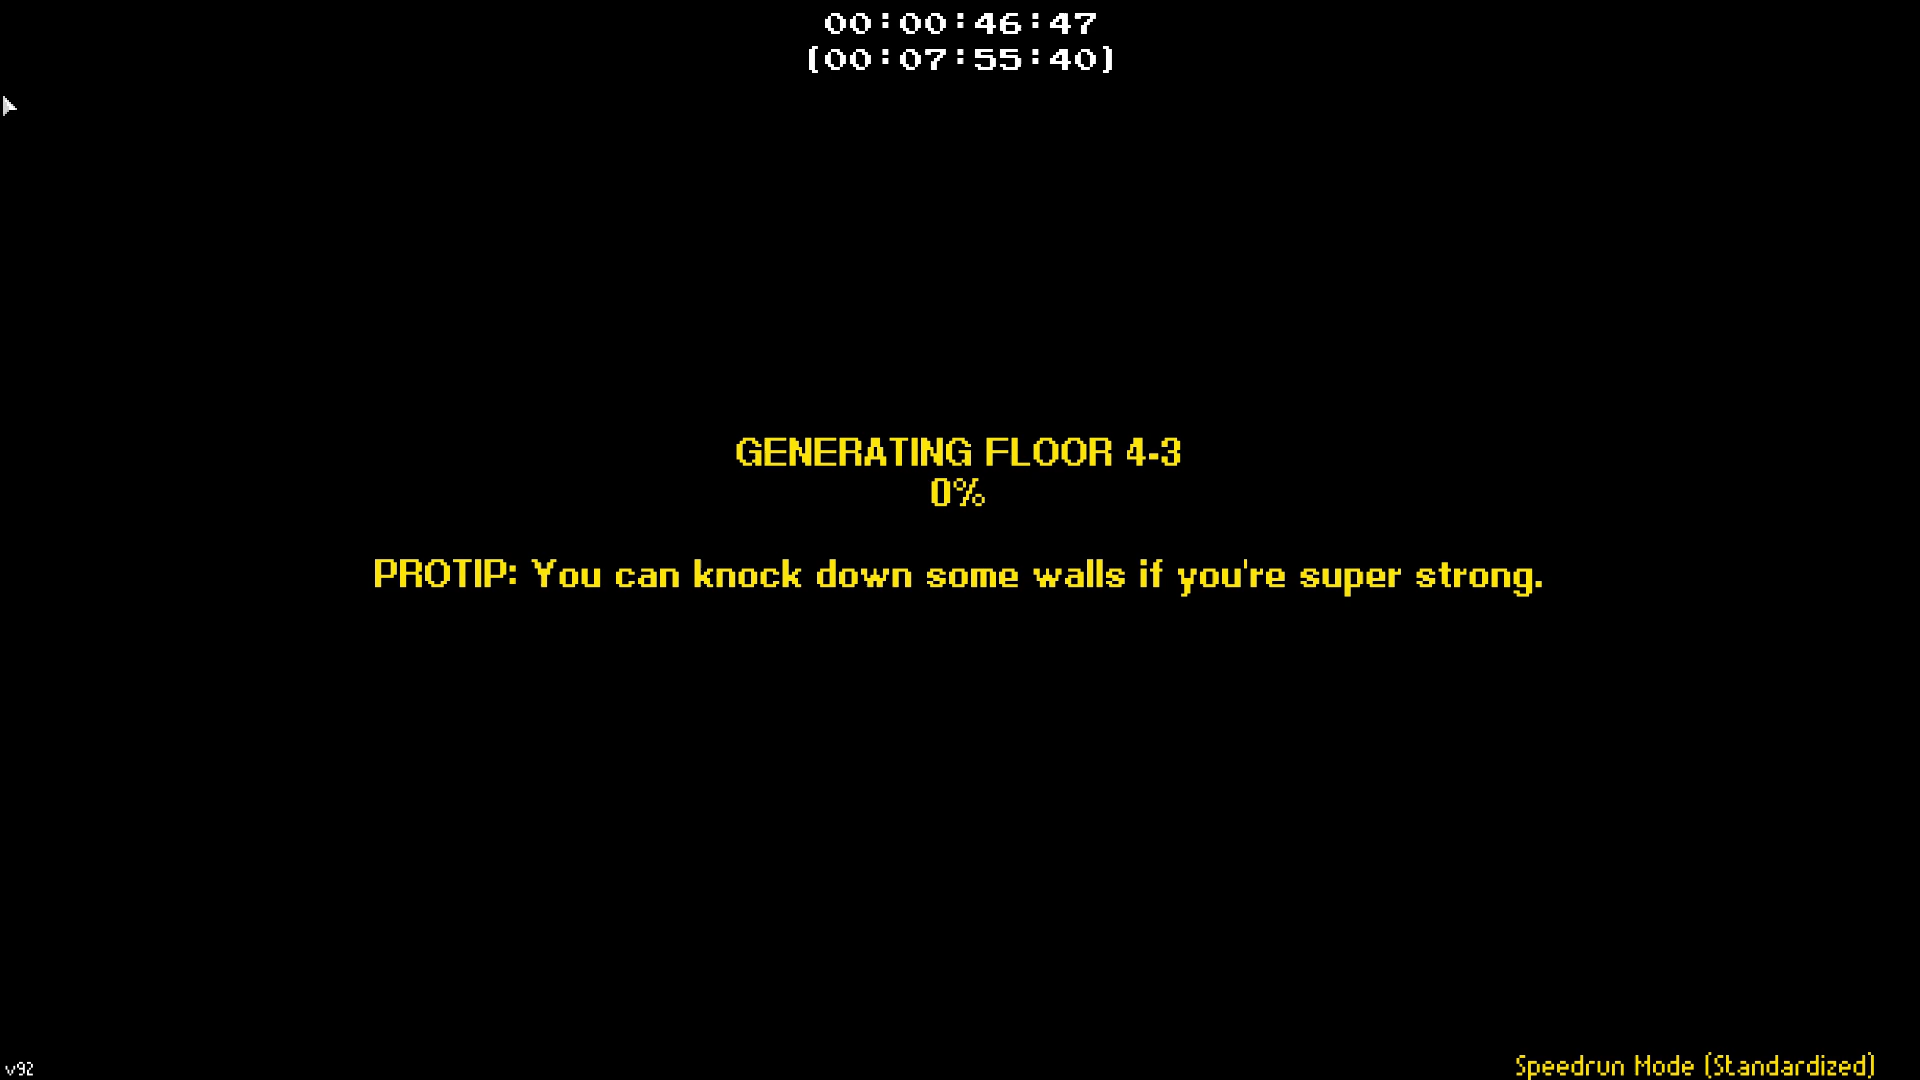 00:00:46:47
[00:07:55:40]
GENERATING FLOOR 4-3
0%
PROTIP: You can knock down some walls if you're super strong.
v92
Speedrun Mode (Standardized)